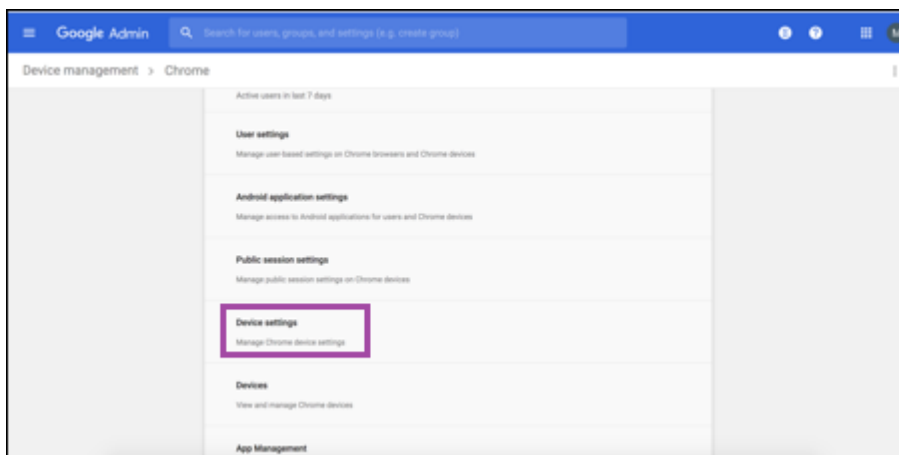 Google Admin
Search for users, groups, and settings (e.g. create group)
Device management > Chrome
Active users in last 7 days
User settings
Manage user-based settings on Chrome browsers and Chrome devices
Android application settings
Manage access to Android applications for users and Chrome devices
Public session settings
Manage public session settings on Chrome devices
Device settings
Manage Chrome device settings
Devices
View and manage Chrome devices
App Management